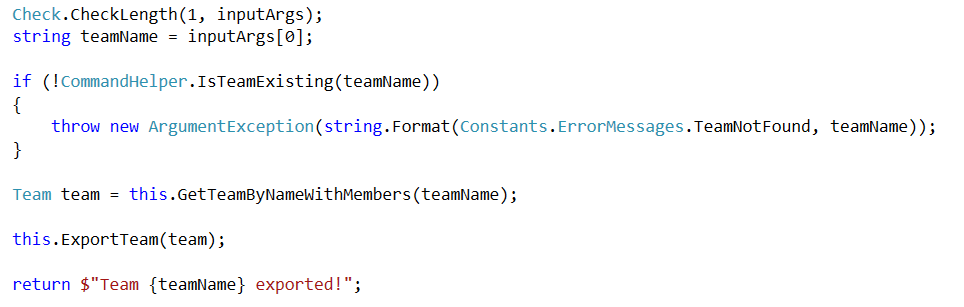 Check.CheckLength(1, inputArgs);
string teamName = inputArgs[0];
if (!CommandHelper.IsTeamExisting(teamName))
{
throw new ArgumentException(string.Format(Constants.ErrorMessages.TeamNotFound, teamName));
}
Team team = this.GetTeamByNameWithMembers(teamName);
this.ExportTeam(team);
return $"Team {teamName} exported!";